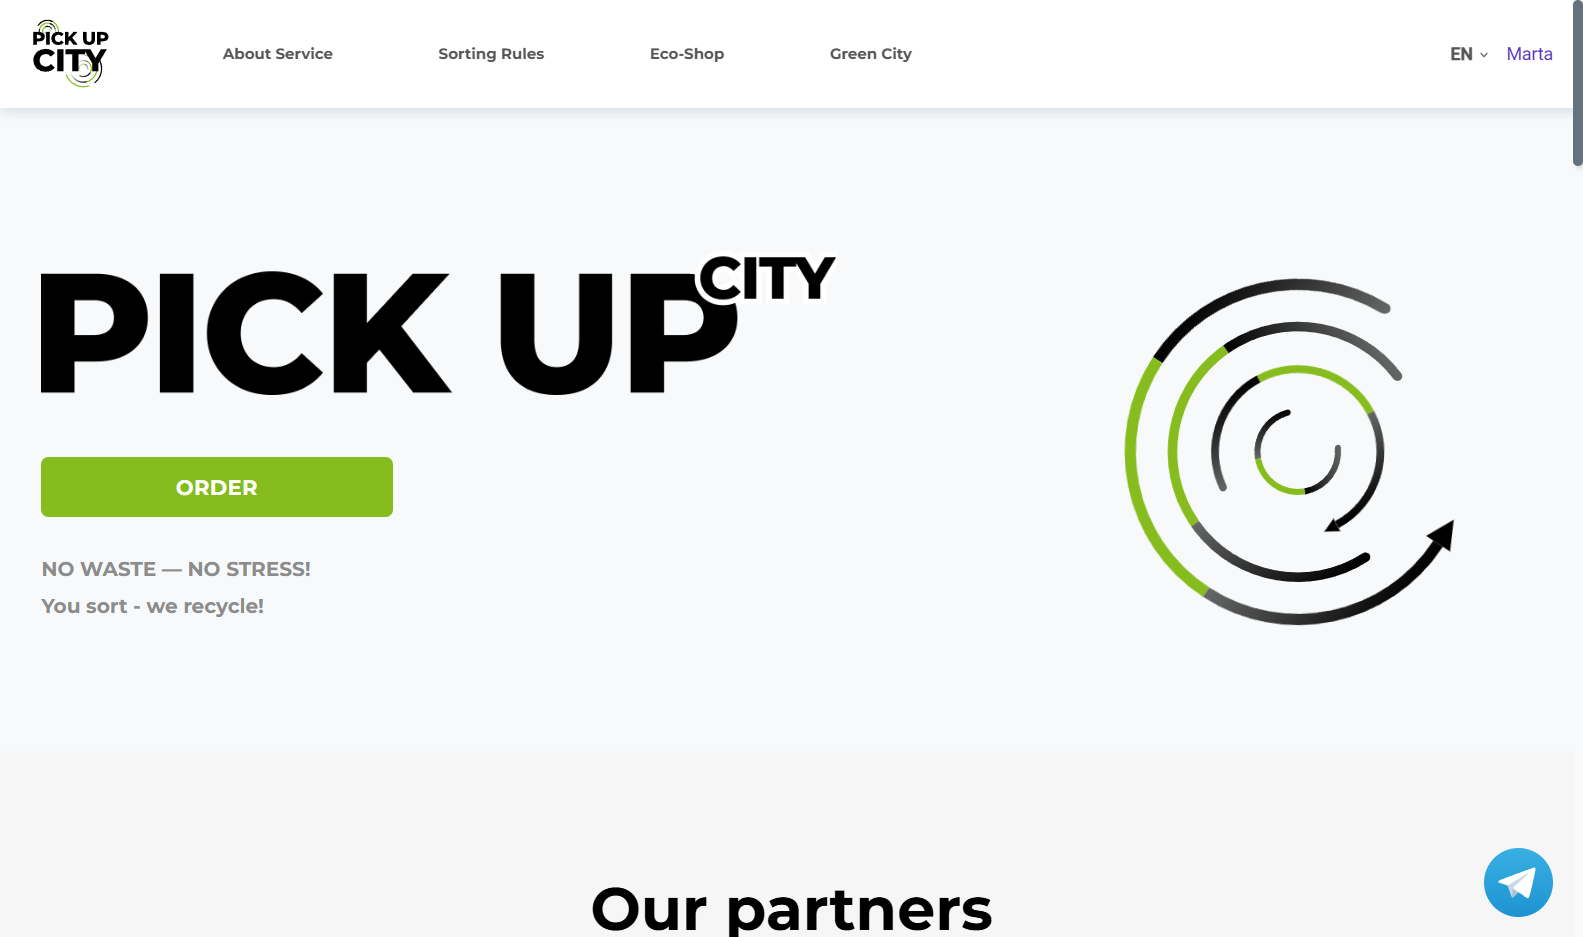 PICK UP
CITY
About Service
Sorting Rules
Eco-Shop
Green City
EN
Marta
PICK UP
CITY
ORDER
NO WASTE — NO STRESS!
You sort - we recycle!
Our partners